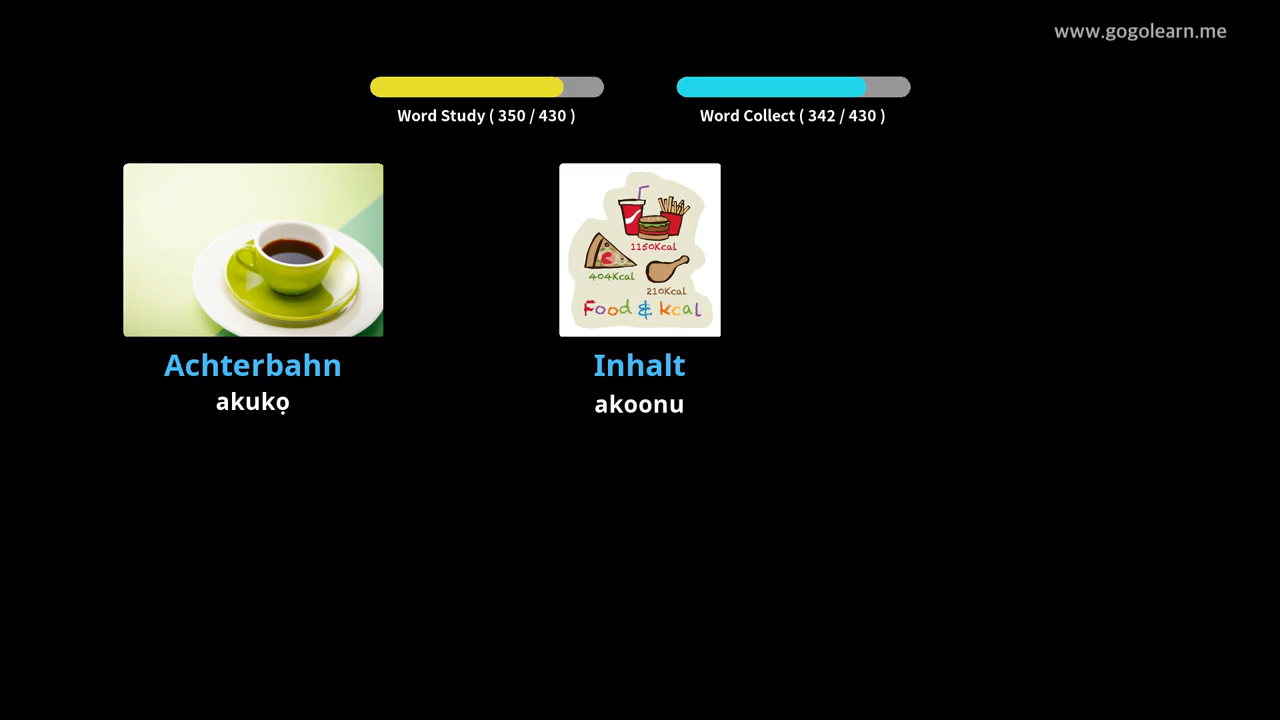 www.gogolearn.me
Word Study ( 350 / 430 )
Word Collect ( 342 / 430 )
1150Kcal
404Kcal
210Kcal
Food & kcal
Achterbahn
akukọ
Inhalt
akoonu